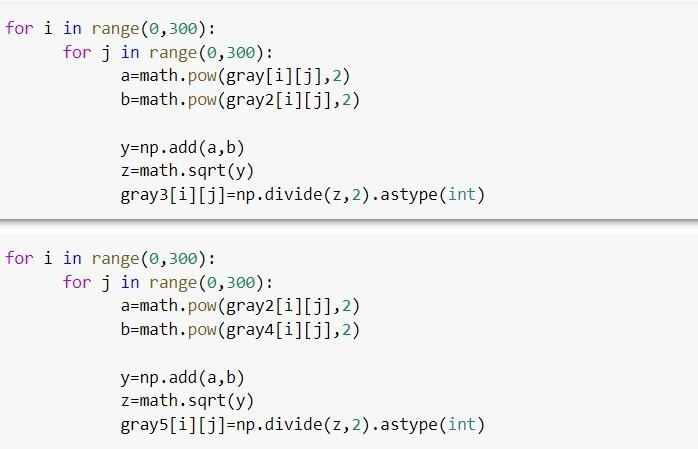 for i in range(0,300):
for j in range(0,300):
a=math.pow(gray[i][j],2)
b=math.pow(gray2[i][j],2)
y=np.add(a,b)
z=math.sqrt(y)
gray3[i][j]=np.divide(z,2).astype(int)
for i in range(0,300):
for j in range(0,300):
a=math.pow(gray2[i][j],2)
b=math.pow(gray4[i][j],2)
y=np.add(a,b)
z=math.sqrt(y)
gray5[i][j]=np.divide(z,2).astype(int)